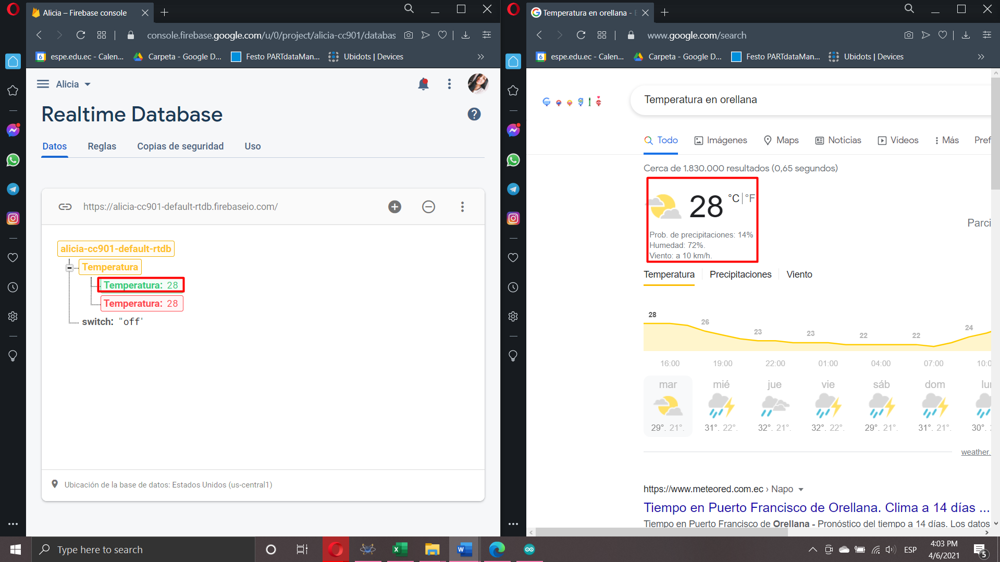 Alicia – Firebase console
console.firebase.google.com/u/0/project/alicia-cc901/databas
espe.edu.ec - Calen...
Carpeta - Google D...
Festo PARTdataMan...
Ubidots | Devices
Alicia
Realtime Database
Datos
Reglas
Copias de seguridad
Uso
https://alicia-cc901-default-rtdb.firebaseio.com/
alicia-cc901-default-rtdb
Temperatura
Temperatura: 28
Temperatura: 28
switch: "off"
Ubicación de la base de datos: Estados Unidos (us-central1)
Temperatura en orellana -
www.google.com/search
espe.edu.ec - Calen...
Carpeta - Google D...
Festo PARTdataMan...
Ubidots | Devices
Google
Temperatura en orellana
Todo
Imágenes
Maps
Noticias
Vídeos
Más
Pref
Cerca de 1.830.000 resultados (0,65 segundos)
28 °C | °F
Prob. de precipitaciones: 14%
Humedad: 72%.
Viento: a 10 km/h.
Parci
Temperatura
Precipitaciones
Viento
28 26 23 23 22 22 24
16:00 19:00 22:00 01:00 04:00 07:00 10:0
mar mié jue vie sáb dom lu
29°. 21°. 31°. 22°. 32°. 21°. 32°. 22°. 29°. 21°. 31°. 21°. 30°.
weather.
https://www.meteored.com.ec › Napo
Tiempo en Puerto Francisco de Orellana. Clima a 14 días ...
Tiempo en Puerto Francisco de Orellana - Pronóstico del tiempo a 14 días. Los datos
Type here to search
ESP
4:03 PM
4/6/2021
5